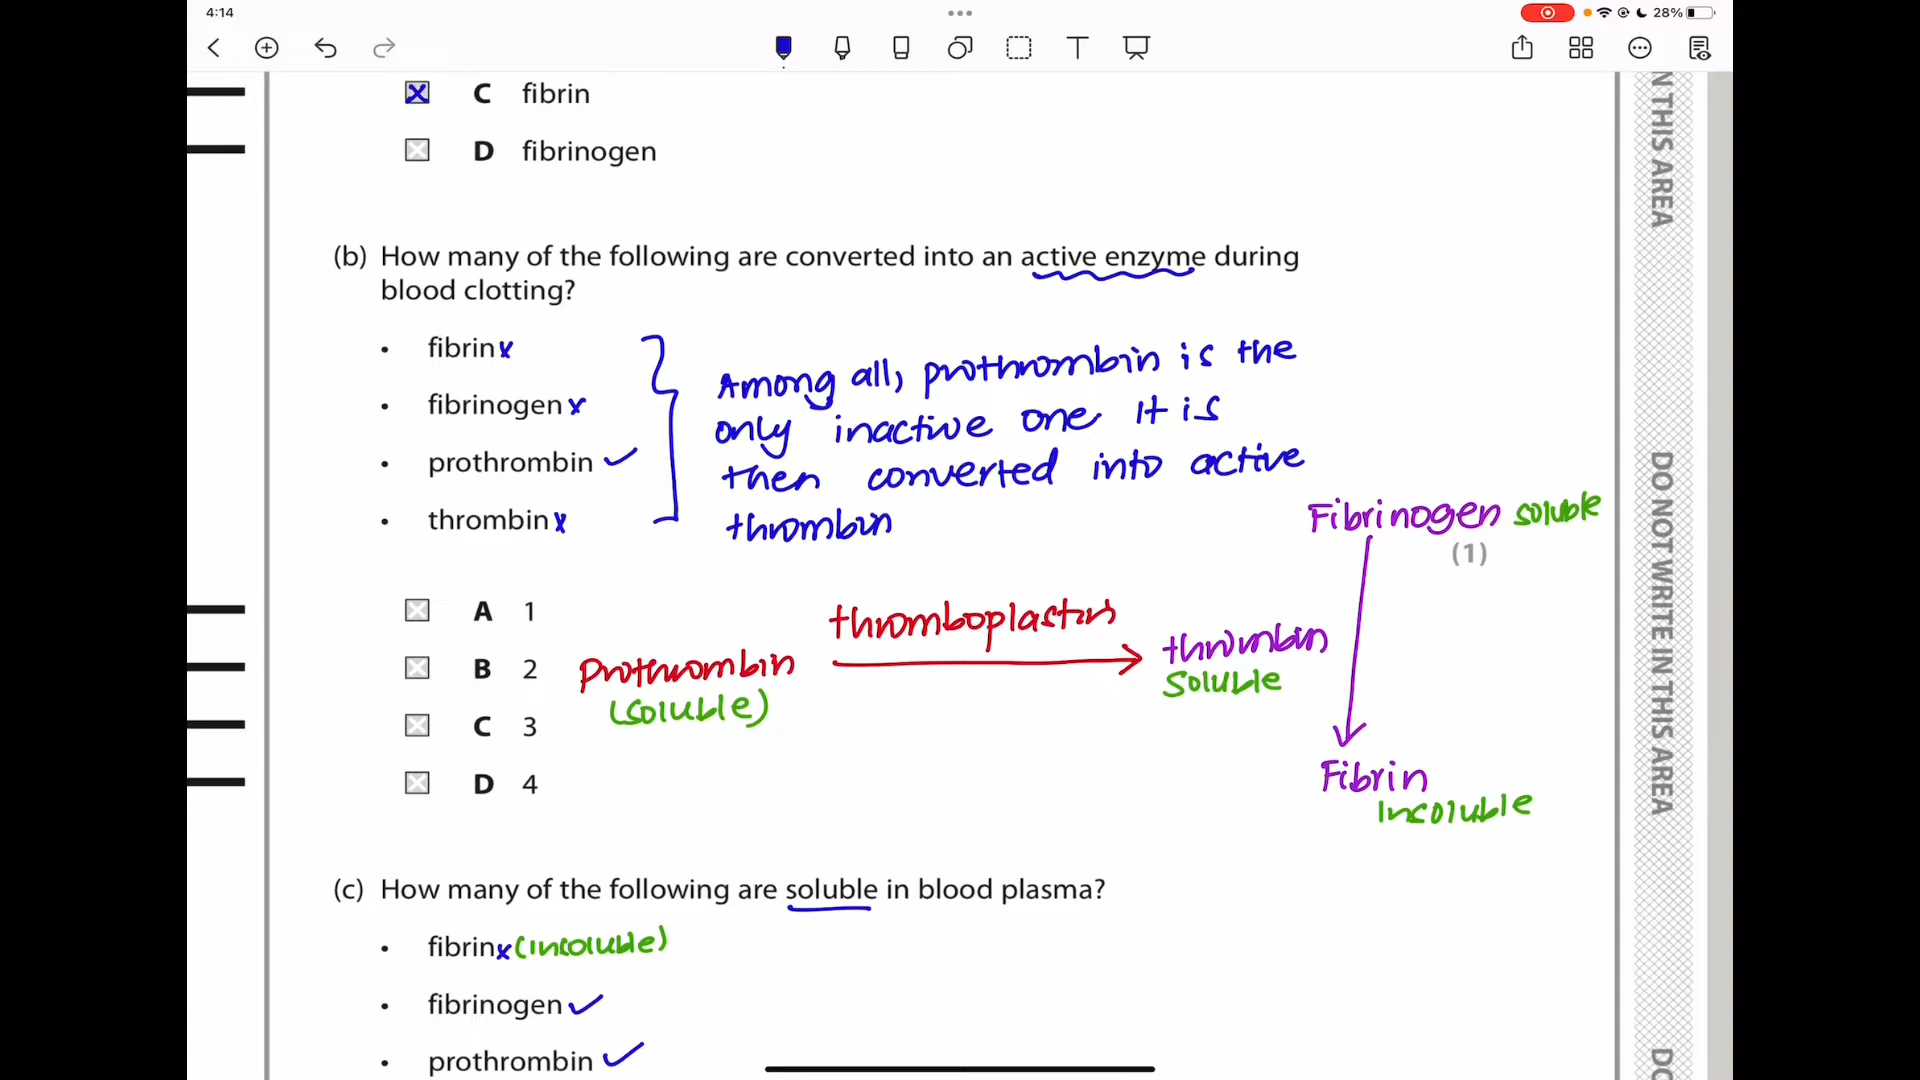 4:14
28%
C fibrin
D fibrinogen
(b) How many of the following are converted into an active enzyme during
blood clotting?
• fibrin x
• fibrinogen x
• prothrombin ✓
• thrombin x
Among all, prothrombin is the
only inactive one. It is
then converted into active
thrombin
Fibrinogen soluble
(1)
A 1
B 2
C 3
D 4
thromboplastin
Prothrombin
(soluble)
thrombin
Soluble
Fibrin
Insoluble
(c) How many of the following are soluble in blood plasma?
• fibrin x (insoluble)
• fibrinogen ✓
• prothrombin ✓
N THIS AREA
DO NOT WRITE IN THIS AREA
DO